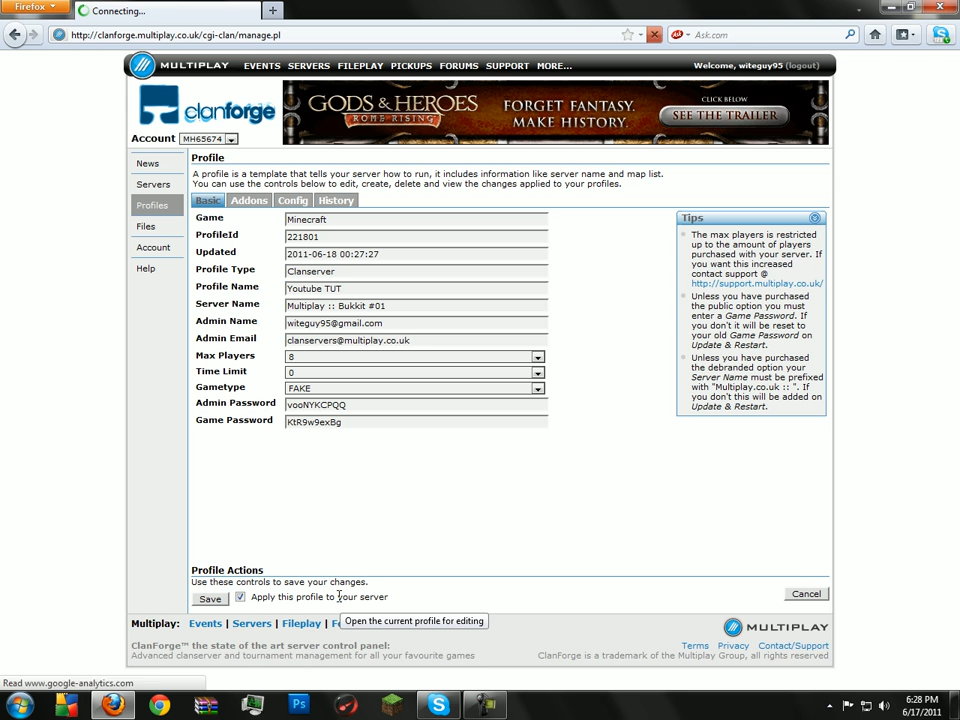 Firefox
Connecting...
http://clanforge.multiplay.co.uk/cgi-clan/manage.pl
Ask.com
MULTIPLAY EVENTS SERVERS FILEPLAY PICKUPS FORUMS SUPPORT MORE... Welcome, witeguy95 (logout)
clanforge
GODS & HEROES
ROME RISING
FORGET FANTASY.
MAKE HISTORY.
CLICK BELOW
SEE THE TRAILER
Account MH65674
News
Servers
Profiles
Files
Account
Help
Profile
A profile is a template that tells your server how to run, it includes information like server name and map list.
You can use the controls below to edit, create, delete and view the changes applied to your profiles.
Basic Addons Config History
Game Minecraft
ProfileId 221801
Updated 2011-06-18 00:27:27
Profile Type Clanserver
Profile Name Youtube TUT
Server Name Multiplay :: Bukkit #01
Admin Name witeguy95@gmail.com
Admin Email clanservers@multiplay.co.uk
Max Players 8
Time Limit 0
Gametype FAKE
Admin Password vooNYKCPQQ
Game Password KtR9w9exBg
Tips
The max players is restricted
up to the amount of players
purchased with your server. If
you want this increased
contact support @
http://support.multiplay.co.uk/
Unless you have purchased
the public option you must
enter a Game Password. If
you don't it will be reset to
your old Game Password on
Update & Restart.
Unless you have purchased
the debranded option your
Server Name must be prefixed
with "Multiplay.co.uk :: ". If
you don't this will be added on
Update & Restart.
Profile Actions
Use these controls to save your changes.
Save Apply this profile to your server Cancel
Multiplay: Events | Servers | Fileplay | F
Open the current profile for editing
MULTIPLAY
ClanForge™ the state of the art server control panel:
Advanced clanserver and tournament management for all your favourite games
Terms Privacy Contact/Support
ClanForge is a trademark of the Multiplay Group, all rights reserved
Read www.google-analytics.com
Ps
6:28 PM
6/17/2011